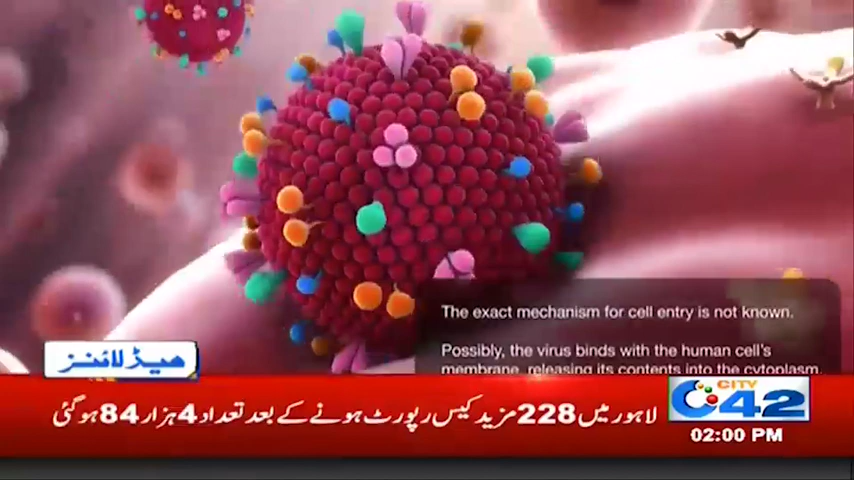 The exact mechanism for cell entry is not known.
Possibly, the virus binds with the human cell's
membrane, releasing its contents into the cytoplasm.
ہیڈلائنز
لاہور میں 228 مزید کیس رپورٹ ہونے کے بعد تعداد 4 ہزار 84 ہو گئی
CITY
42
02:00 PM